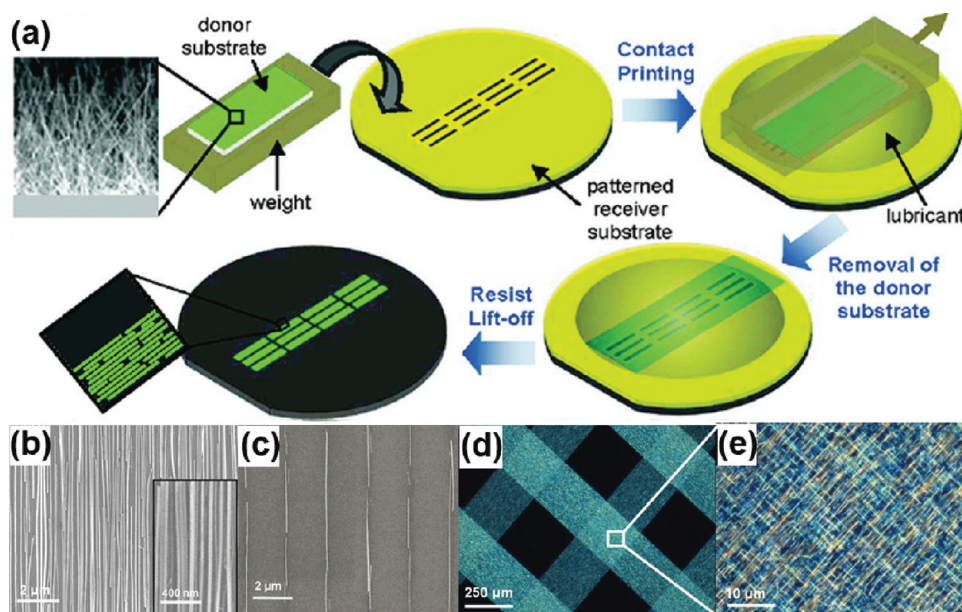 (a)
donor
substrate
weight
patterned
receiver
substrate
Contact
Printing
lubricant
Removal of
the donor
substrate
Resist
Lift-off
(b)
2 μm
400 nm
(c)
2 μm
(d)
250 μm
(e)
10 μm